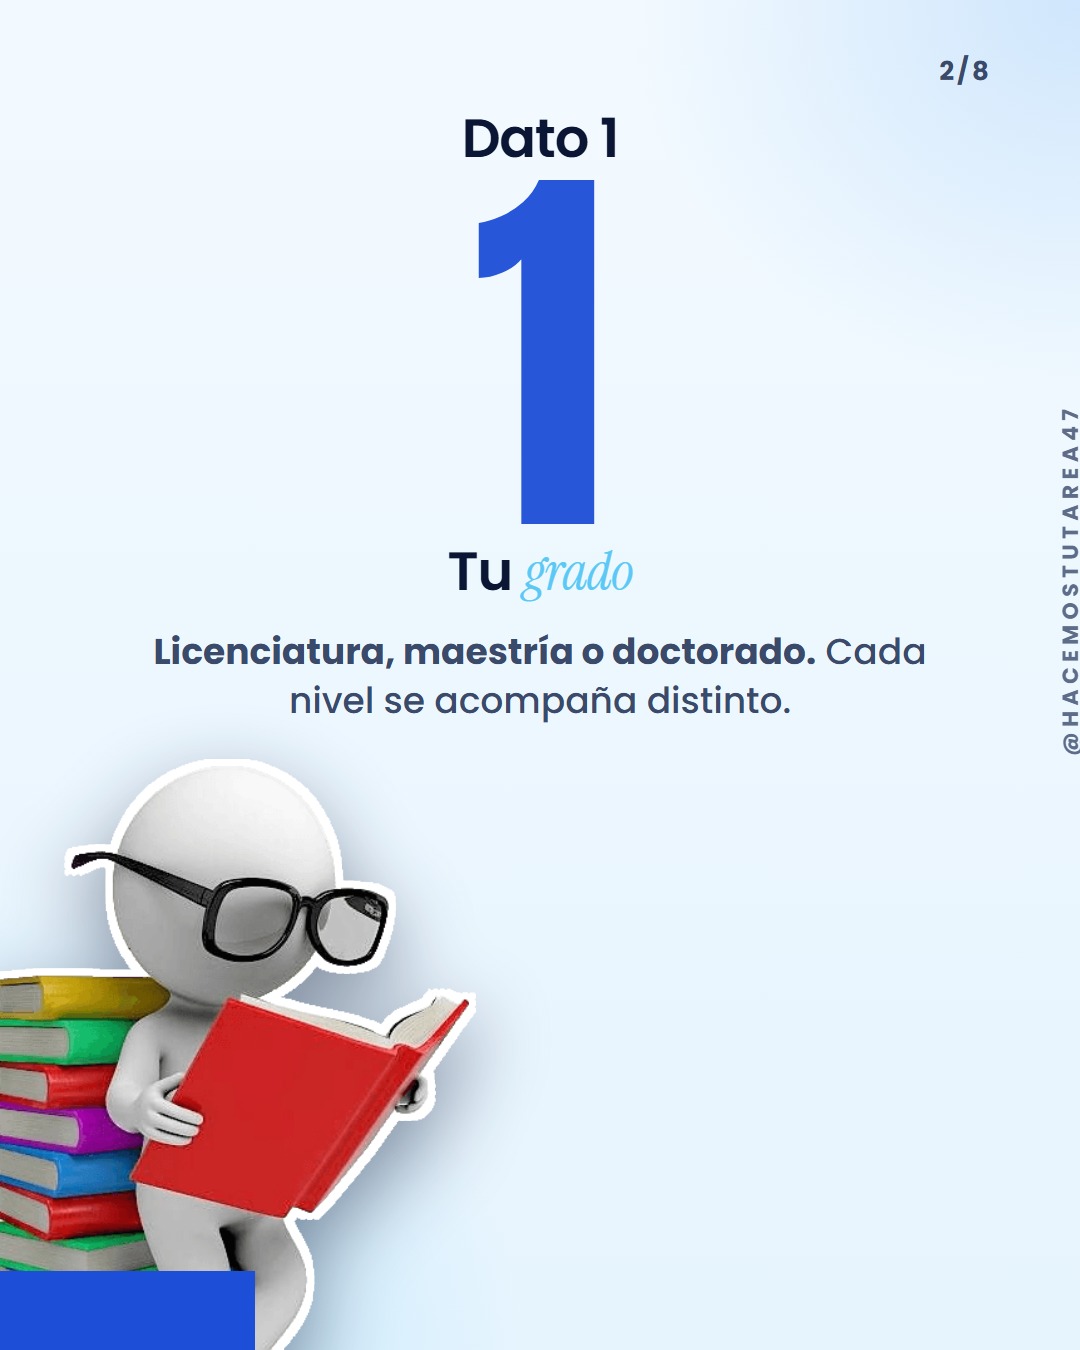 2/8
Dato 1
1
Tu grado
Licenciatura, maestría o doctorado. Cada
nivel se acompaña distinto.
@HACEMOSTUTAREA47